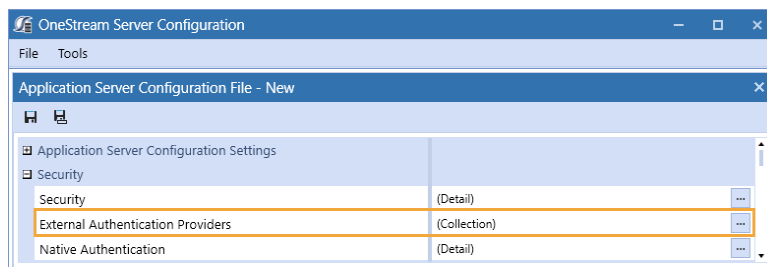 OneStream Server Configuration
File Tools
Application Server Configuration File - New
Application Server Configuration Settings
Security
Security (Detail) ...
External Authentication Providers (Collection) ...
Native Authentication (Detail) ...